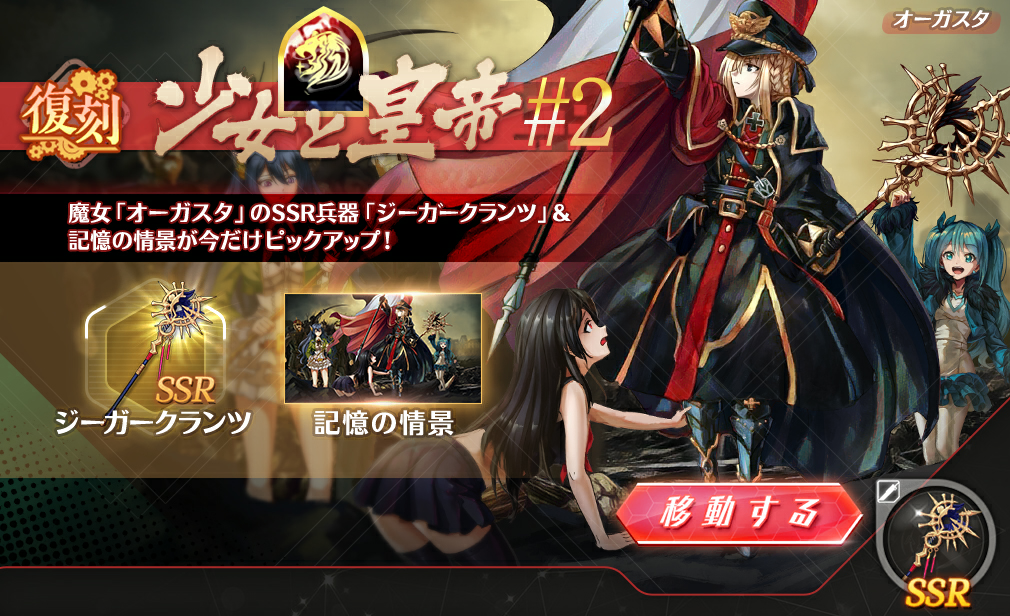 オーガスタ
復刻
少女と皇帝 #2
魔女「オーガスタ」のSSR兵器「ジーガークランツ」&
記憶の情景が今だけピックアップ!
SSR
ジーガークランツ
記憶の情景
移動する
SSR